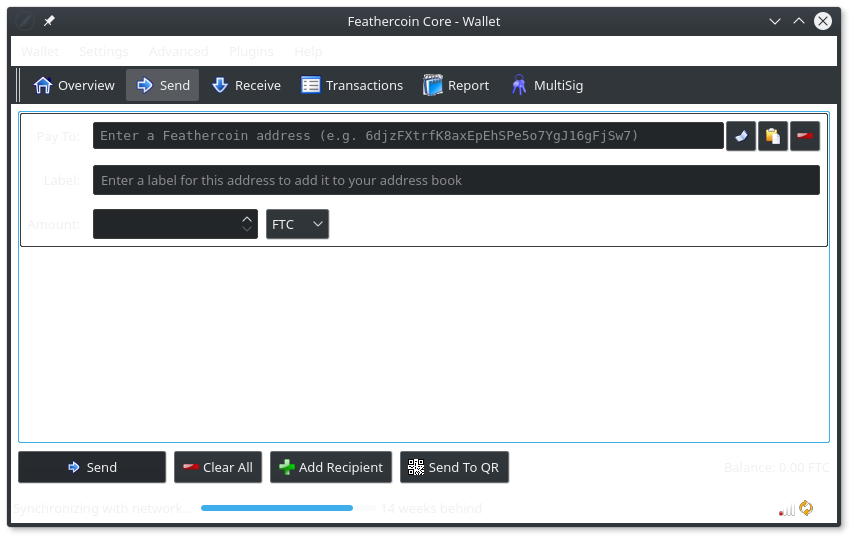 Feathercoin Core - Wallet
Wallet Settings Advanced Plugins Help
Overview Send Receive Transactions Report MultiSig
Pay To: Enter a Feathercoin address (e.g. 6djzFXtrfK8axEpEhSPe5o7YgJ16gFjSw7)
Label: Enter a label for this address to add it to your address book
Amount: FTC
Send Clear All Add Recipient Send To QR Balance: 0.00 FTC
Synchronizing with network... 14 weeks behind